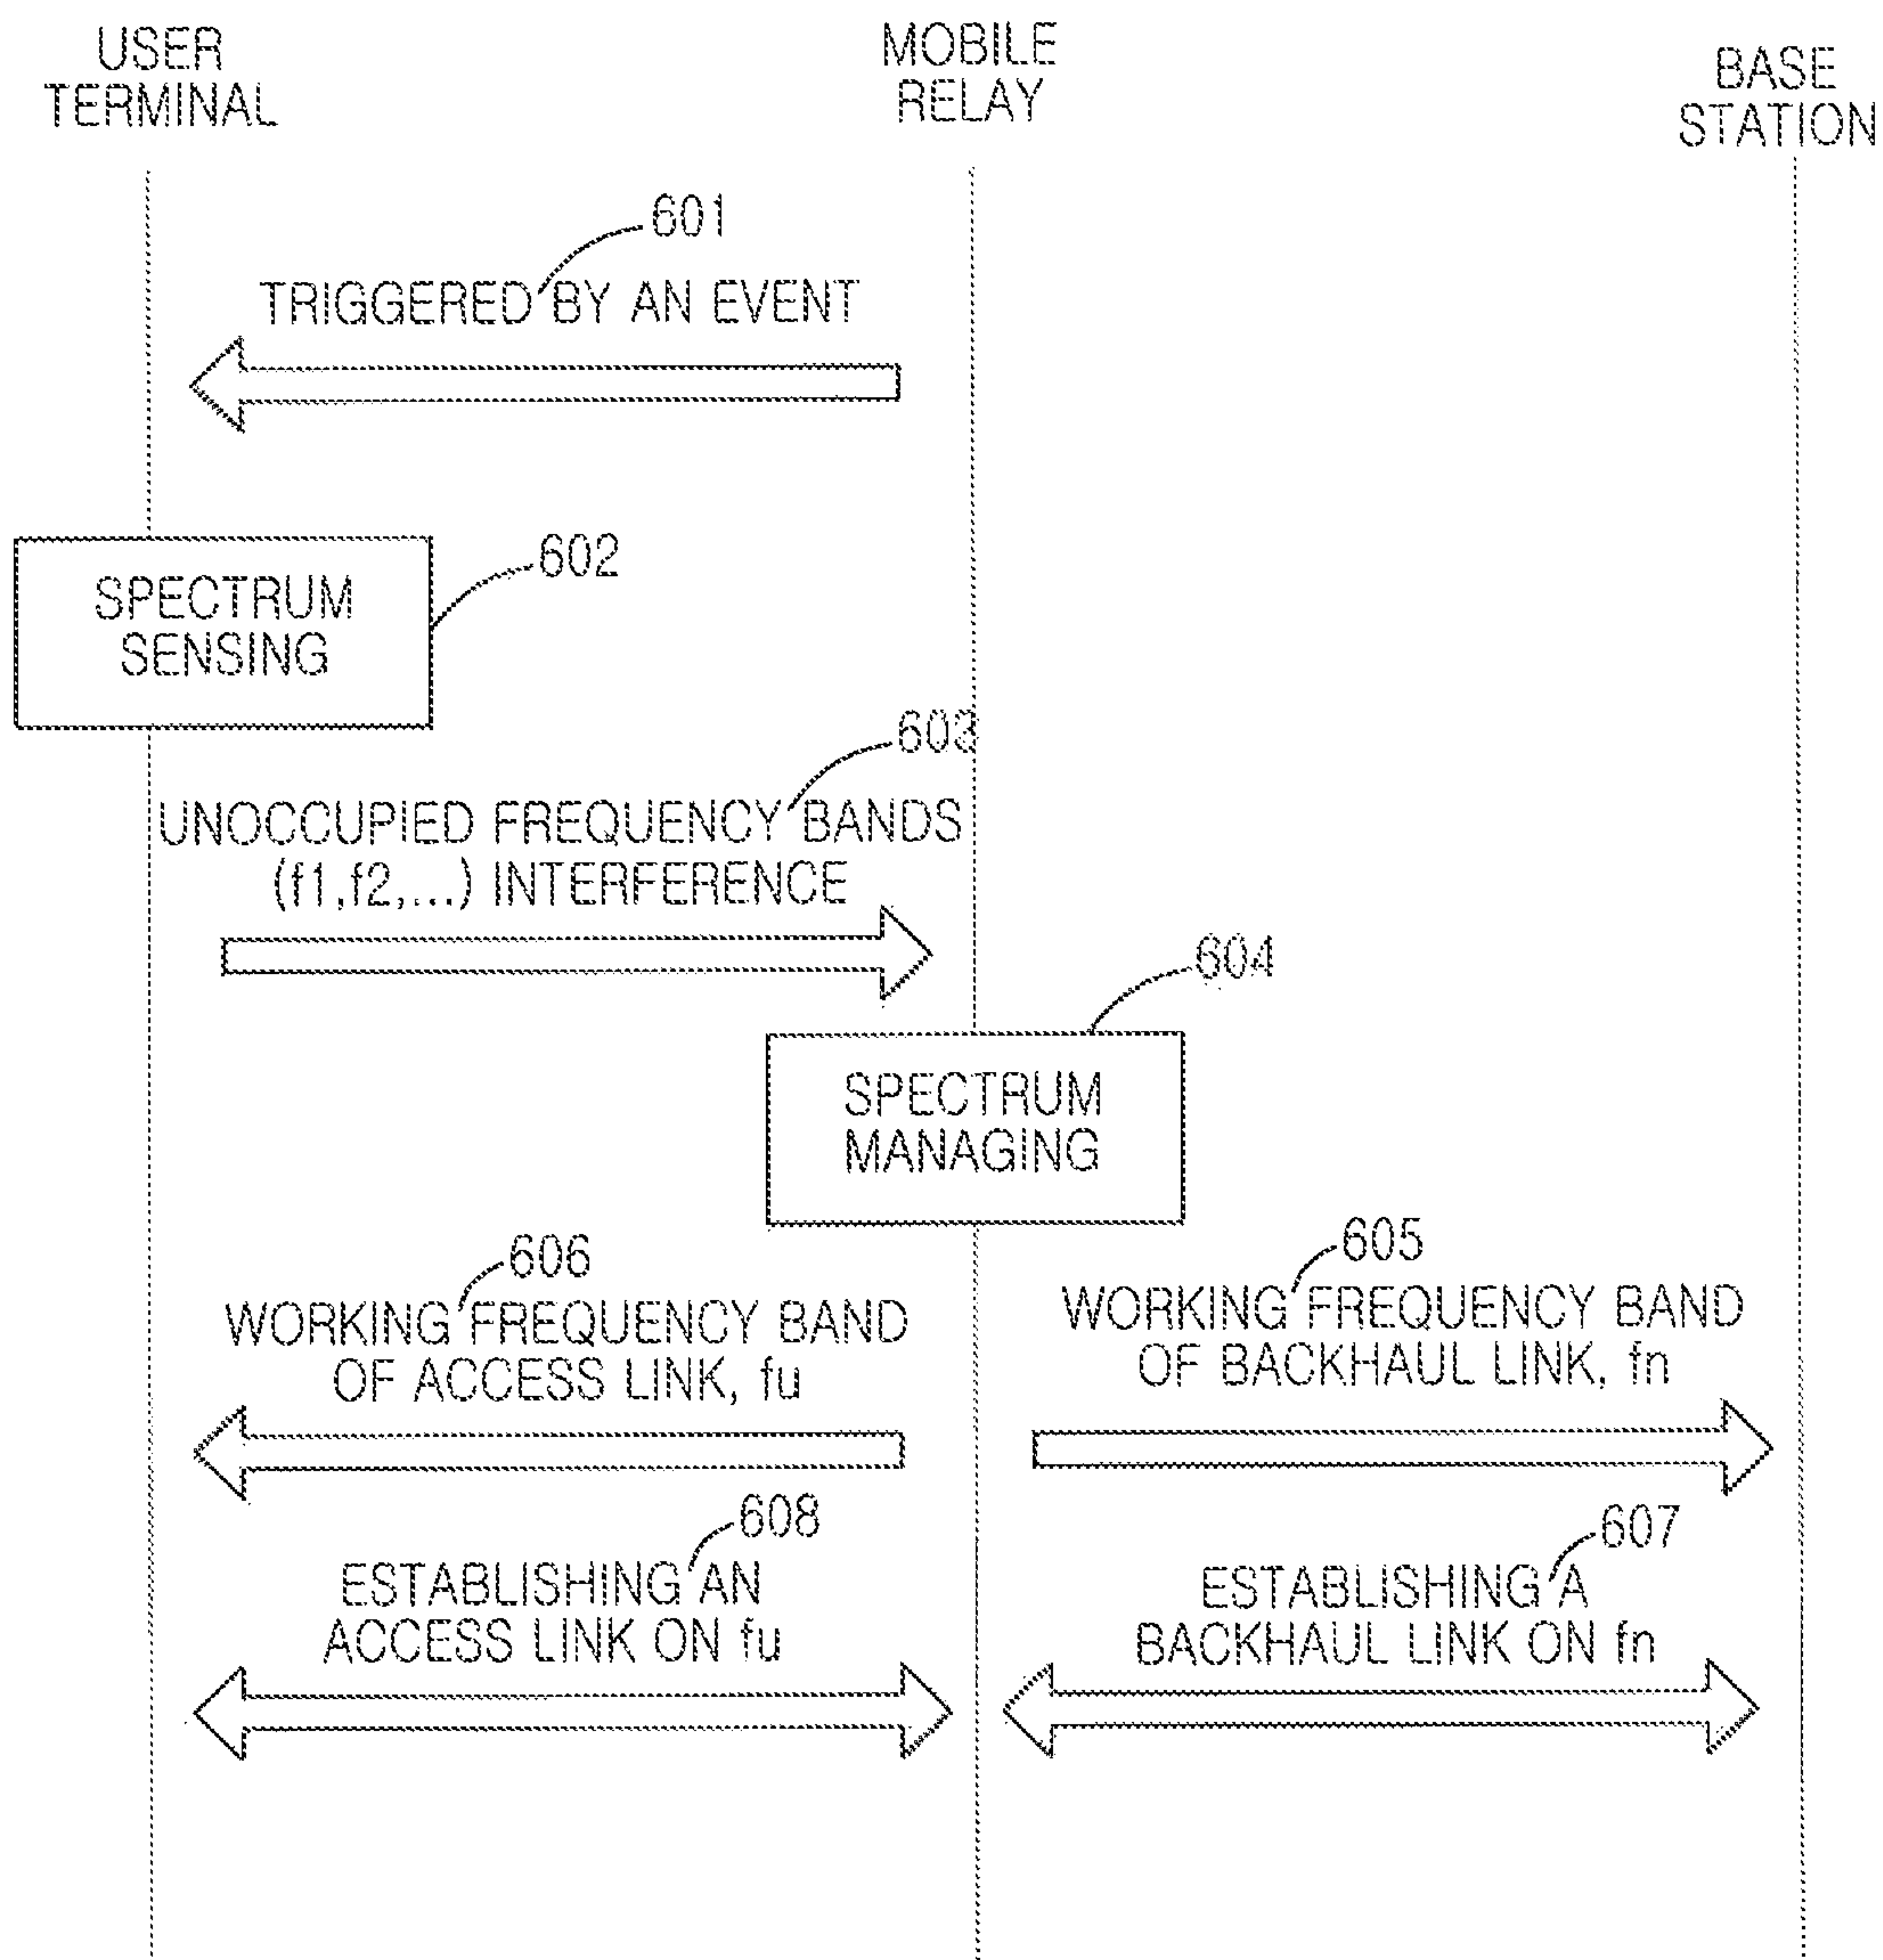 USER
TERMINAL
MOBILE
RELAY
BASE
STATION
601
TRIGGERED BY AN EVENT
602
SPECTRUM
SENSING
603
UNOCCUPIED FREQUENCY BANDS
(f1,f2,...) INTERFERENCE
604
SPECTRUM
MANAGING
606
WORKING FREQUENCY BAND
OF ACCESS LINK, fu
605
WORKING FREQUENCY BAND
OF BACKHAUL LINK, fn
608
ESTABLISHING AN
ACCESS LINK ON fu
607
ESTABLISHING A
BACKHAUL LINK ON fn